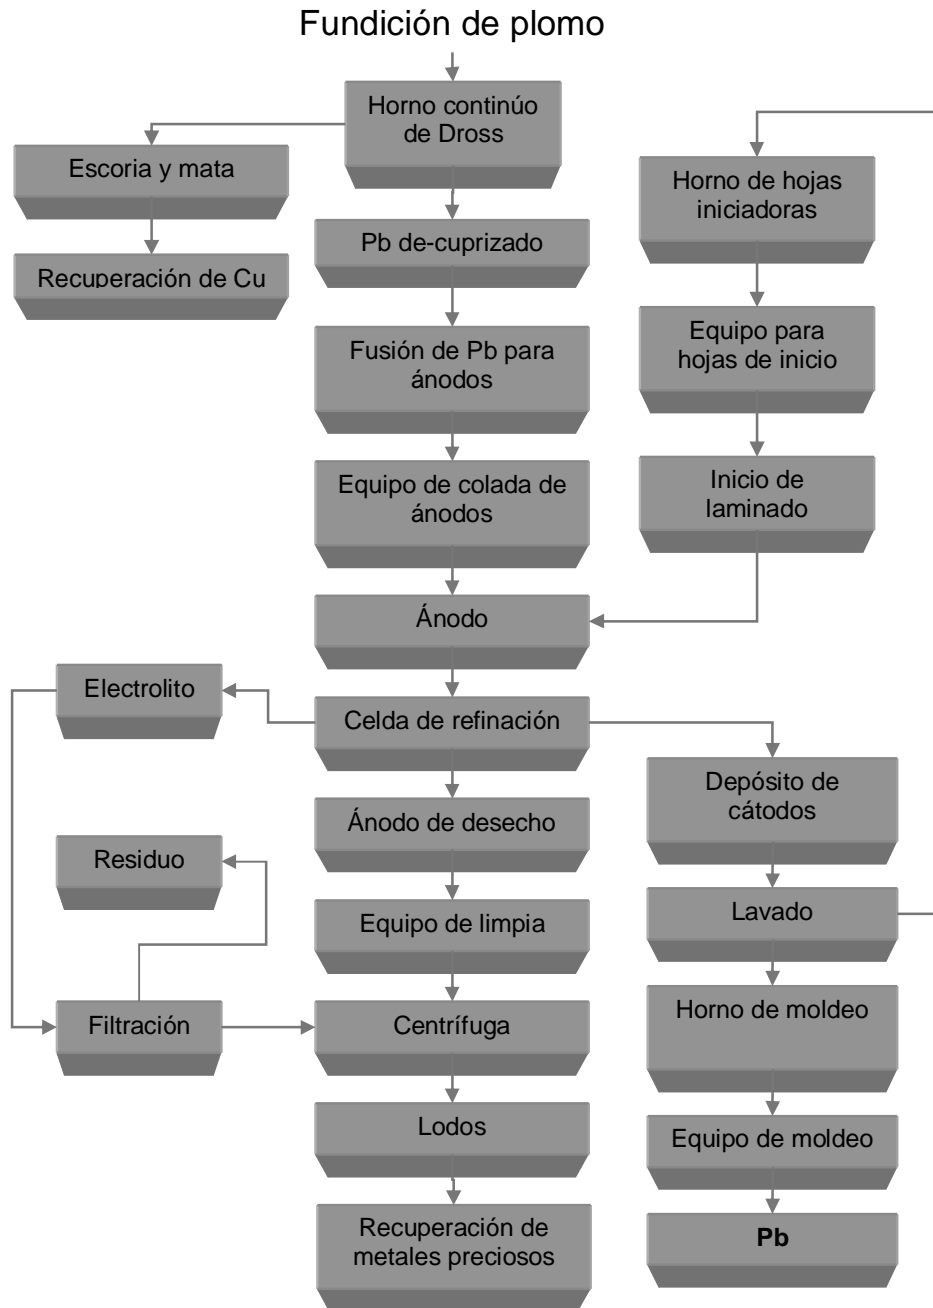 Fundición de plomo
Horno continúo
de Dross
Escoria y mata
Recuperación de Cu
Pb de-cuprizado
Fusión de Pb para
ánodos
Equipo de colada de
ánodos
Horno de hojas
iniciadoras
Equipo para
hojas de inicio
Inicio de
laminado
Ánodo
Electrolito
Celda de refinación
Depósito de
cátodos
Ánodo de desecho
Residuo
Equipo de limpia
Lavado
Filtración
Centrífuga
Horno de moldeo
Lodos
Equipo de moldeo
Recuperación de
metales preciosos
Pb